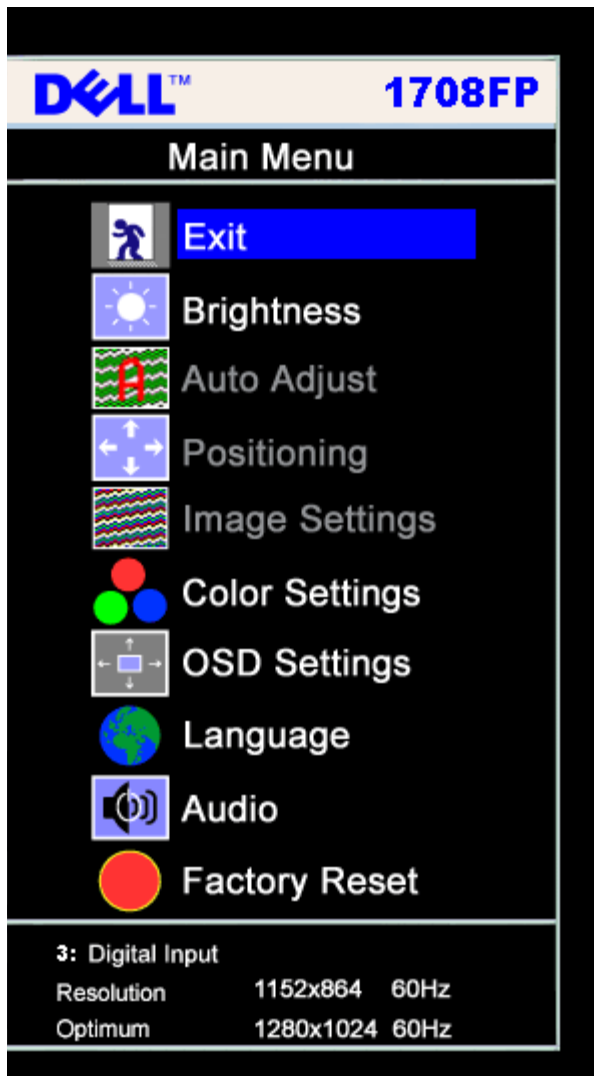 DELL™ 1708FP
Main Menu
Exit
Brightness
Auto Adjust
Positioning
Image Settings
Color Settings
OSD Settings
Language
Audio
Factory Reset
3: Digital Input
Resolution 1152x864 60Hz
Optimum 1280x1024 60Hz